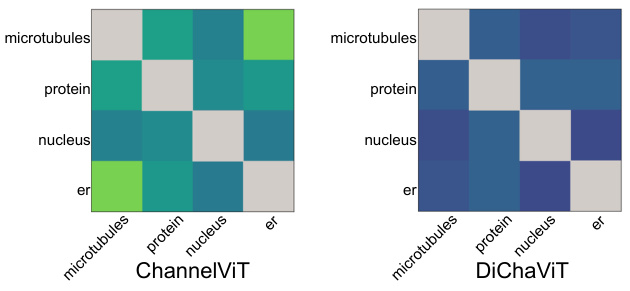 microtubules
protein
nucleus
er
microtubules
protein
nucleus
er
ChannelViT
microtubules
protein
nucleus
er
microtubules
protein
nucleus
er
DiChaViT